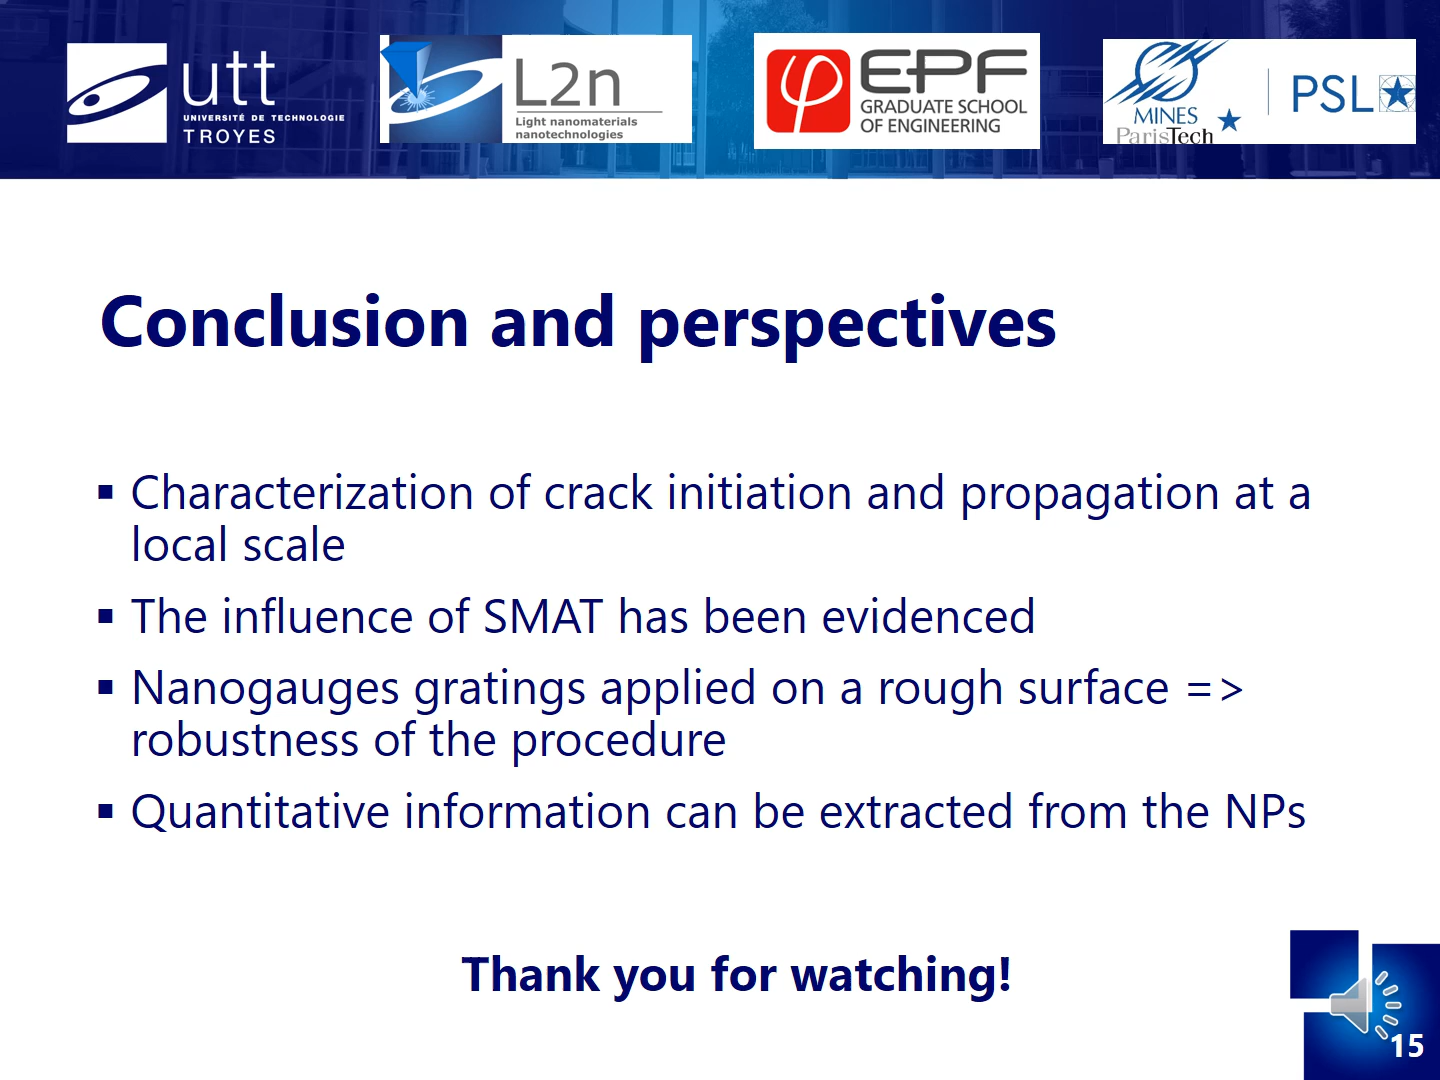 utt
UNIVERSITÉ DE TECHNOLOGIE
TROYES
L2n
Light nanomaterials
nanotechnologies
EPF
GRADUATE SCHOOL
OF ENGINEERING
MINES
ParisTech
PSL
Conclusion and perspectives
▪ Characterization of crack initiation and propagation at a
local scale
▪ The influence of SMAT has been evidenced
▪ Nanogauges gratings applied on a rough surface =>
robustness of the procedure
▪ Quantitative information can be extracted from the NPs
Thank you for watching!
15